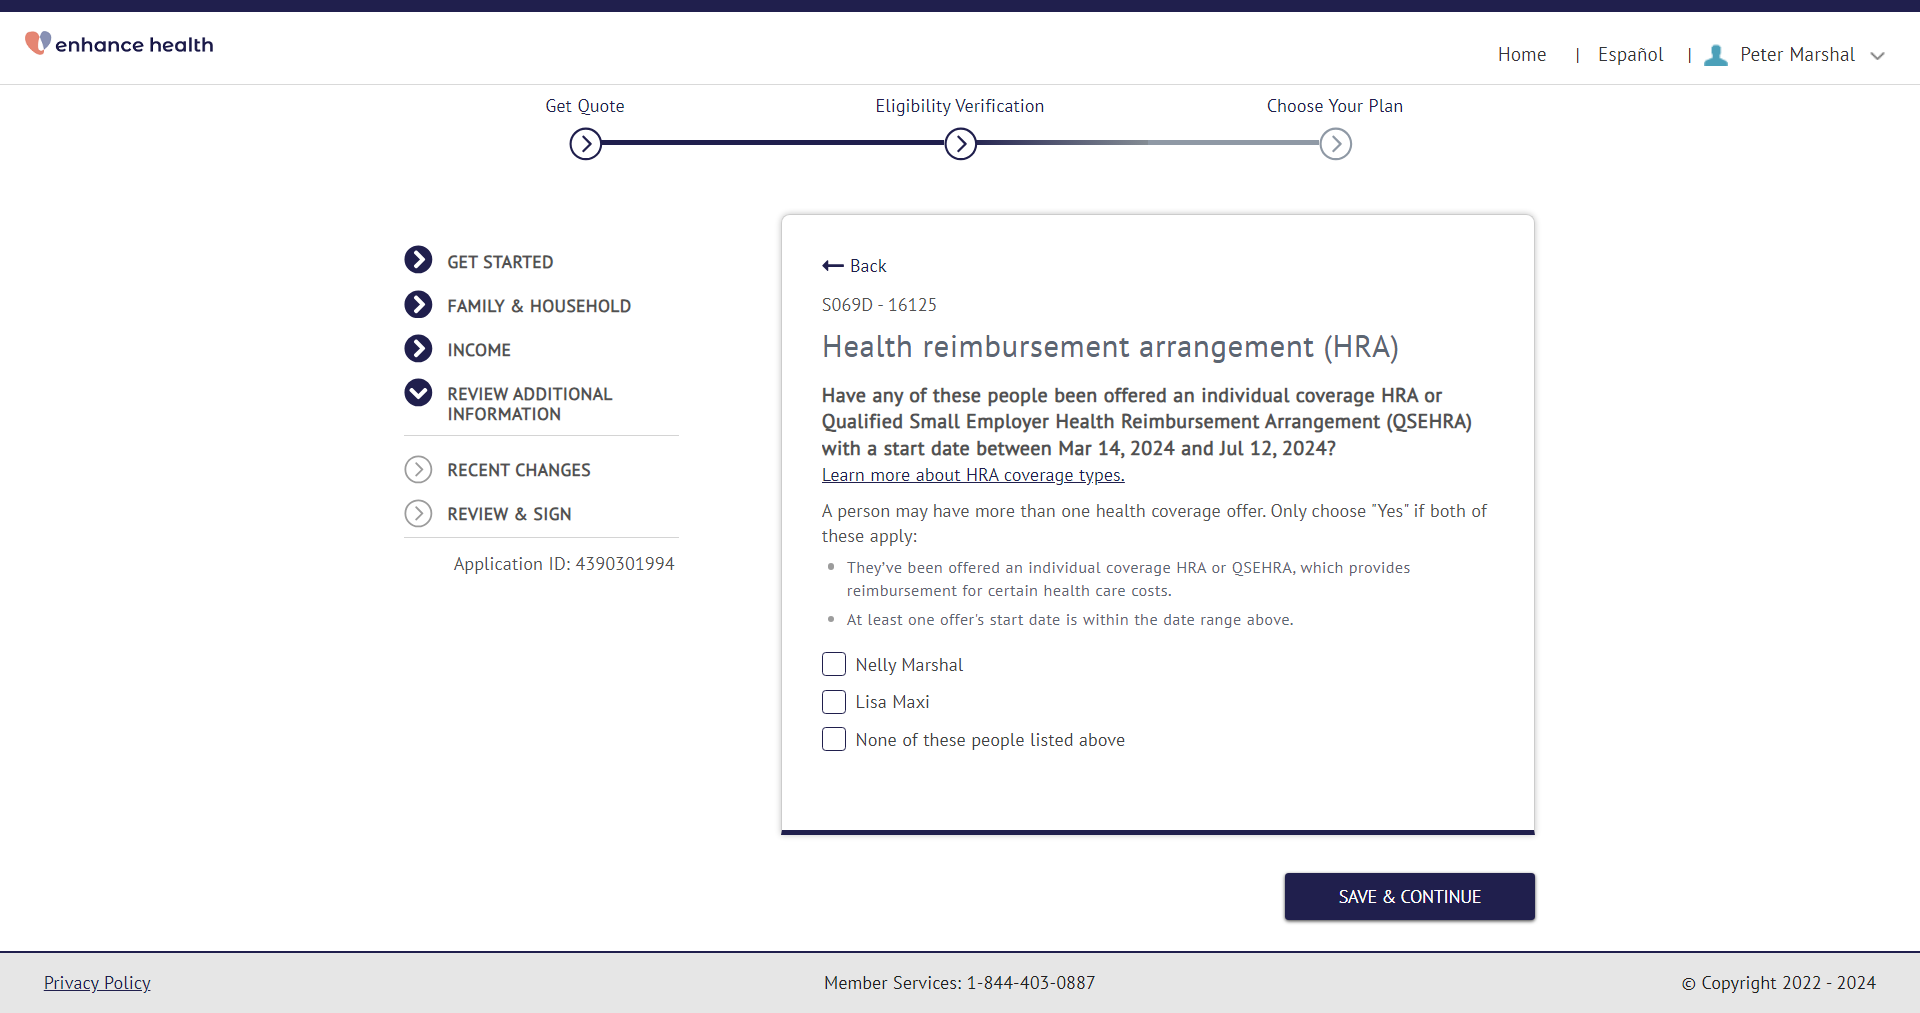 enhance health
Home | Español | Peter Marshal
Get Quote
Eligibility Verification
Choose Your Plan
GET STARTED
FAMILY & HOUSEHOLD
INCOME
REVIEW ADDITIONAL
INFORMATION
RECENT CHANGES
REVIEW & SIGN
Application ID: 4390301994
Back
S069D - 16125
Health reimbursement arrangement (HRA)
Have any of these people been offered an individual coverage HRA or
Qualified Small Employer Health Reimbursement Arrangement (QSEHRA)
with a start date between Mar 14, 2024 and Jul 12, 2024?
Learn more about HRA coverage types.
A person may have more than one health coverage offer. Only choose "Yes" if both of
these apply:
They've been offered an individual coverage HRA or QSEHRA, which provides
reimbursement for certain health care costs.
At least one offer's start date is within the date range above.
Nelly Marshal
Lisa Maxi
None of these people listed above
SAVE & CONTINUE
Privacy Policy
Member Services: 1-844-403-0887
© Copyright 2022 - 2024